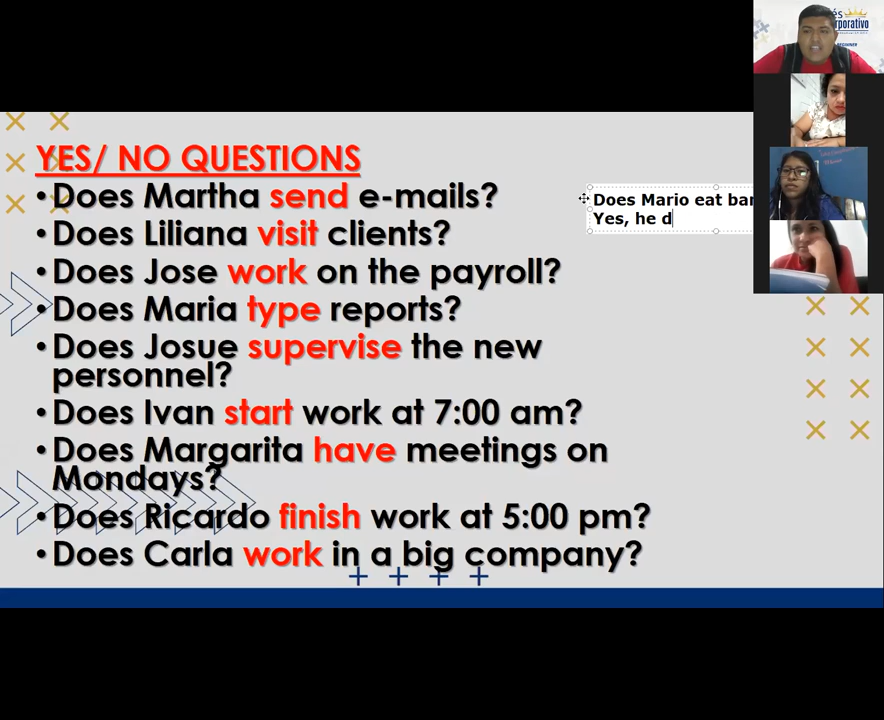 YES/ NO QUESTIONS
•Does Martha send e-mails?
•Does Liliana visit clients?
•Does Jose work on the payroll?
•Does Maria type reports?
•Does Josue supervise the new
personnel?
•Does Ivan start work at 7:00 am?
•Does Margarita have meetings on
Mondays?
•Does Ricardo finish work at 5:00 pm?
•Does Carla work in a big company?
Does Mario eat
Yes, he d